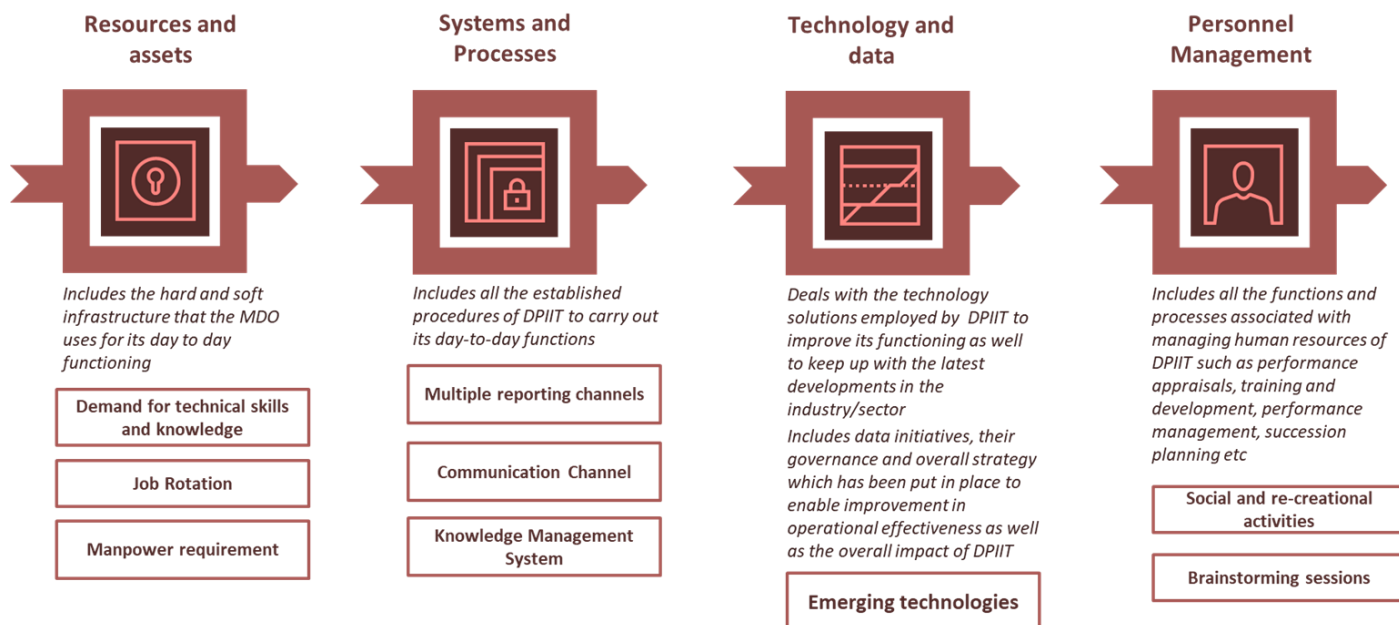 Resources and
assets
Includes the hard and soft
infrastructure that the MDO
uses for its day to day
functioning
Demand for technical skills
and knowledge
Job Rotation
Manpower requirement
Systems and
Processes
Includes all the established
procedures of DPIIT to carry out
its day-to-day functions
Multiple reporting channels
Communication Channel
Knowledge Management
System
Technology and
data
Deals with the technology
solutions employed by DPIIT to
improve its functioning as well
to keep up with the latest
developments in the
industry/sector
Includes data initiatives, their
governance and overall strategy
which has been put in place to
enable improvement in
operational effectiveness as well
as the overall impact of DPIIT
Emerging technologies
Personnel
Management
Includes all the functions and
processes associated with
managing human resources of
DPIIT such as performance
appraisals, training and
development, performance
management, succession
planning etc
Social and re-creational
activities
Brainstorming sessions